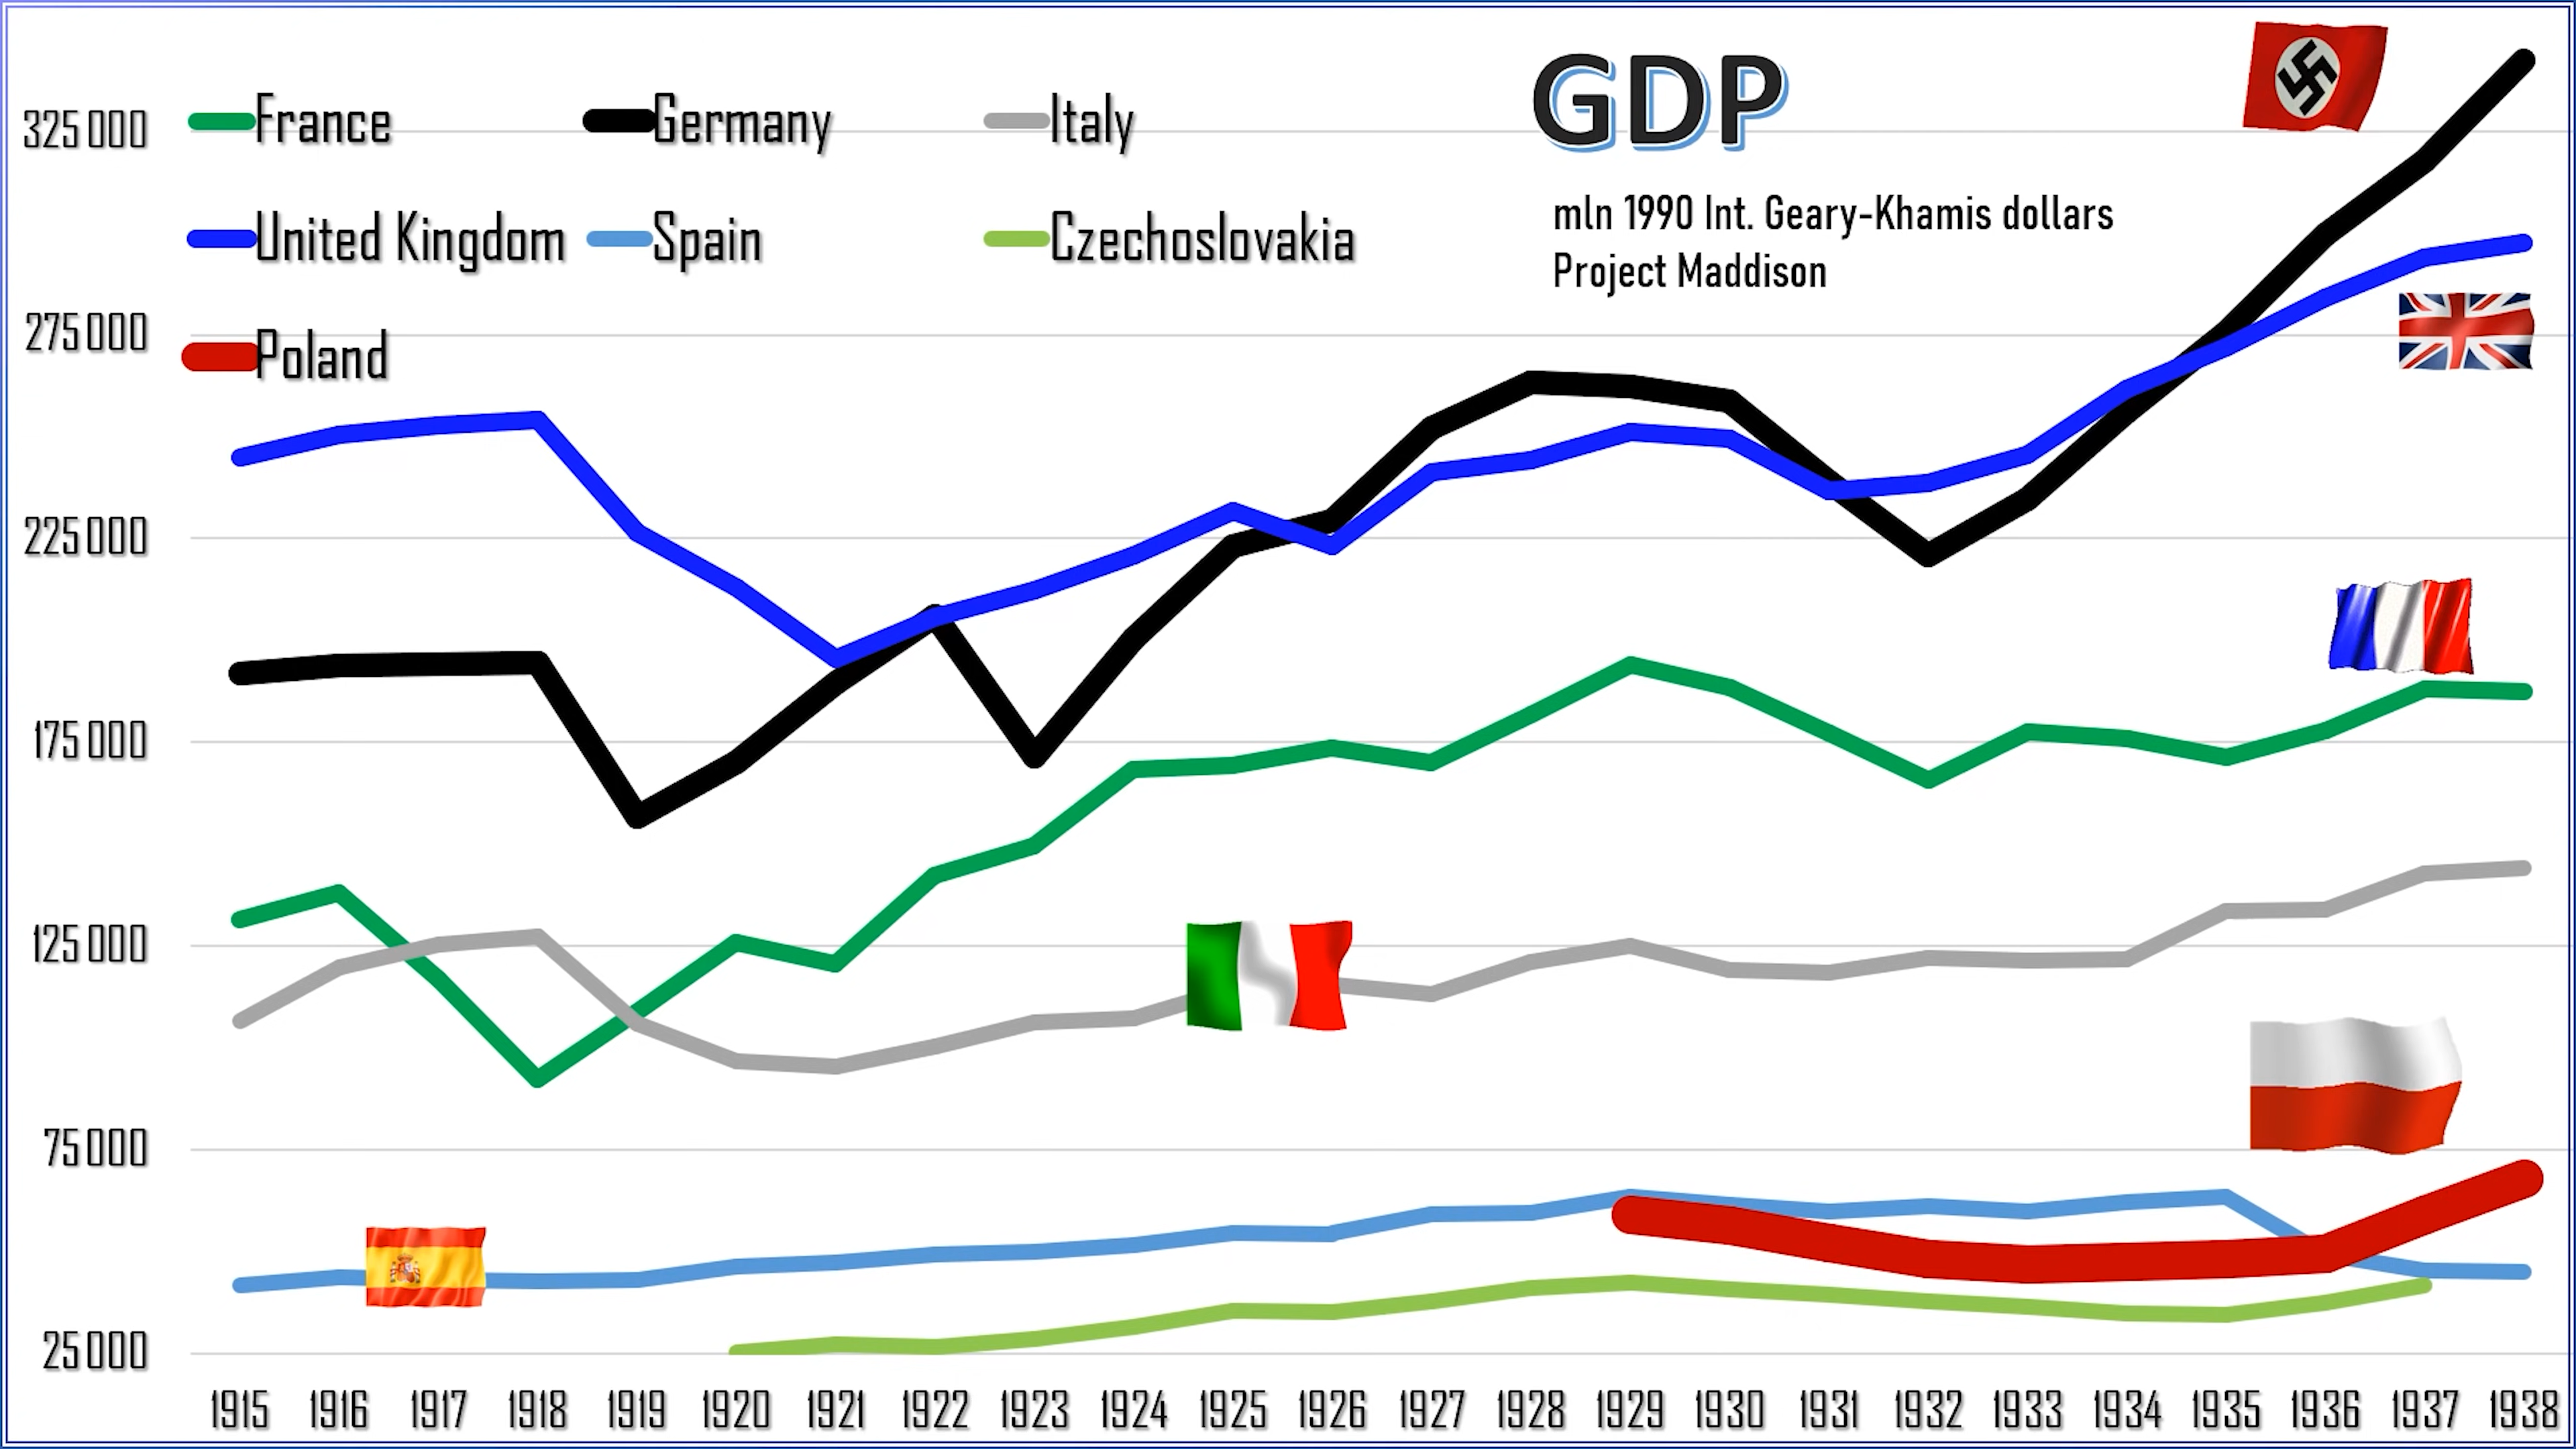 GDP
mln 1990 Int. Geary-Khamis dollars
Project Maddison
France
Germany
Italy
United Kingdom
Spain
Czechoslovakia
Poland
325 000
275 000
225 000
175 000
125 000
75 000
25 000
1915 1916 1917 1918 1919 1920 1921 1922 1923 1924 1925 1926 1927 1928 1929 1930 1931 1932 1933 1934 1935 1936 1937 1938